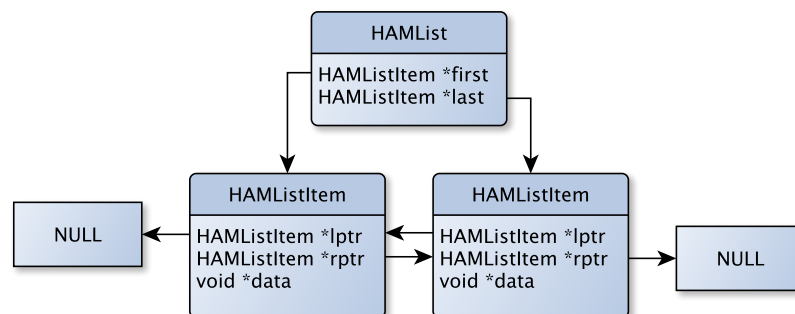 HAMList
HAMListItem *first
HAMListItem *last
HAMListItem
HAMListItem *lptr
HAMListItem *rptr
void *data
HAMListItem
HAMListItem *lptr
HAMListItem *rptr
void *data
NULL
NULL